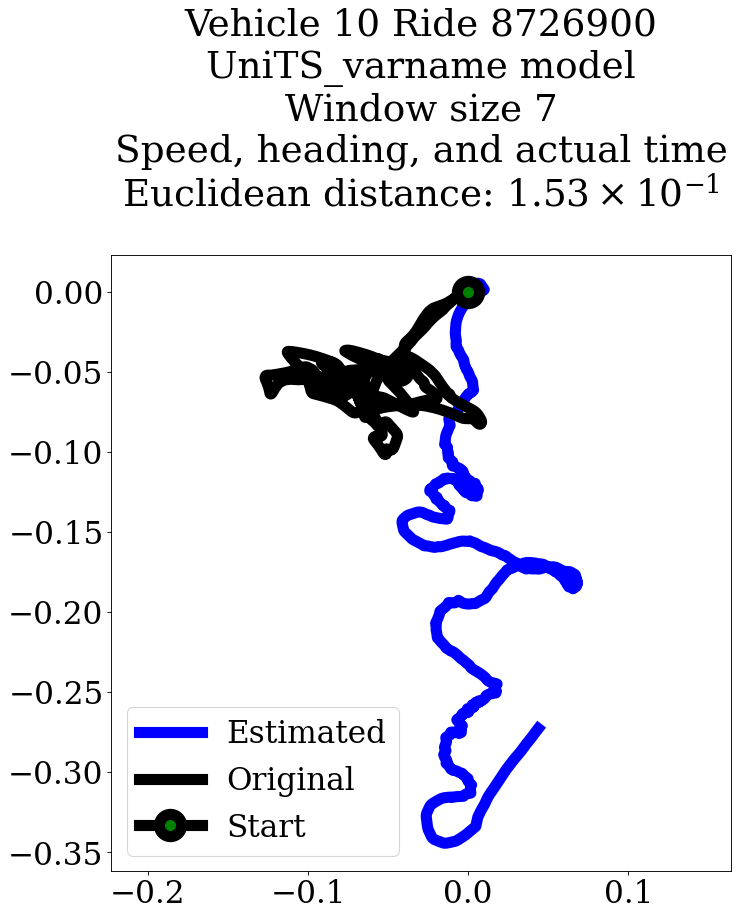 Vehicle 10 Ride 8726900
UniTS_varname model
Window size 7
Speed, heading, and actual time
Euclidean distance: 1.53 × 10⁻¹
0.00
−0.05
−0.10
−0.15
−0.20
−0.25
−0.30
−0.35
Estimated
Original
Start
−0.2
−0.1
0.0
0.1